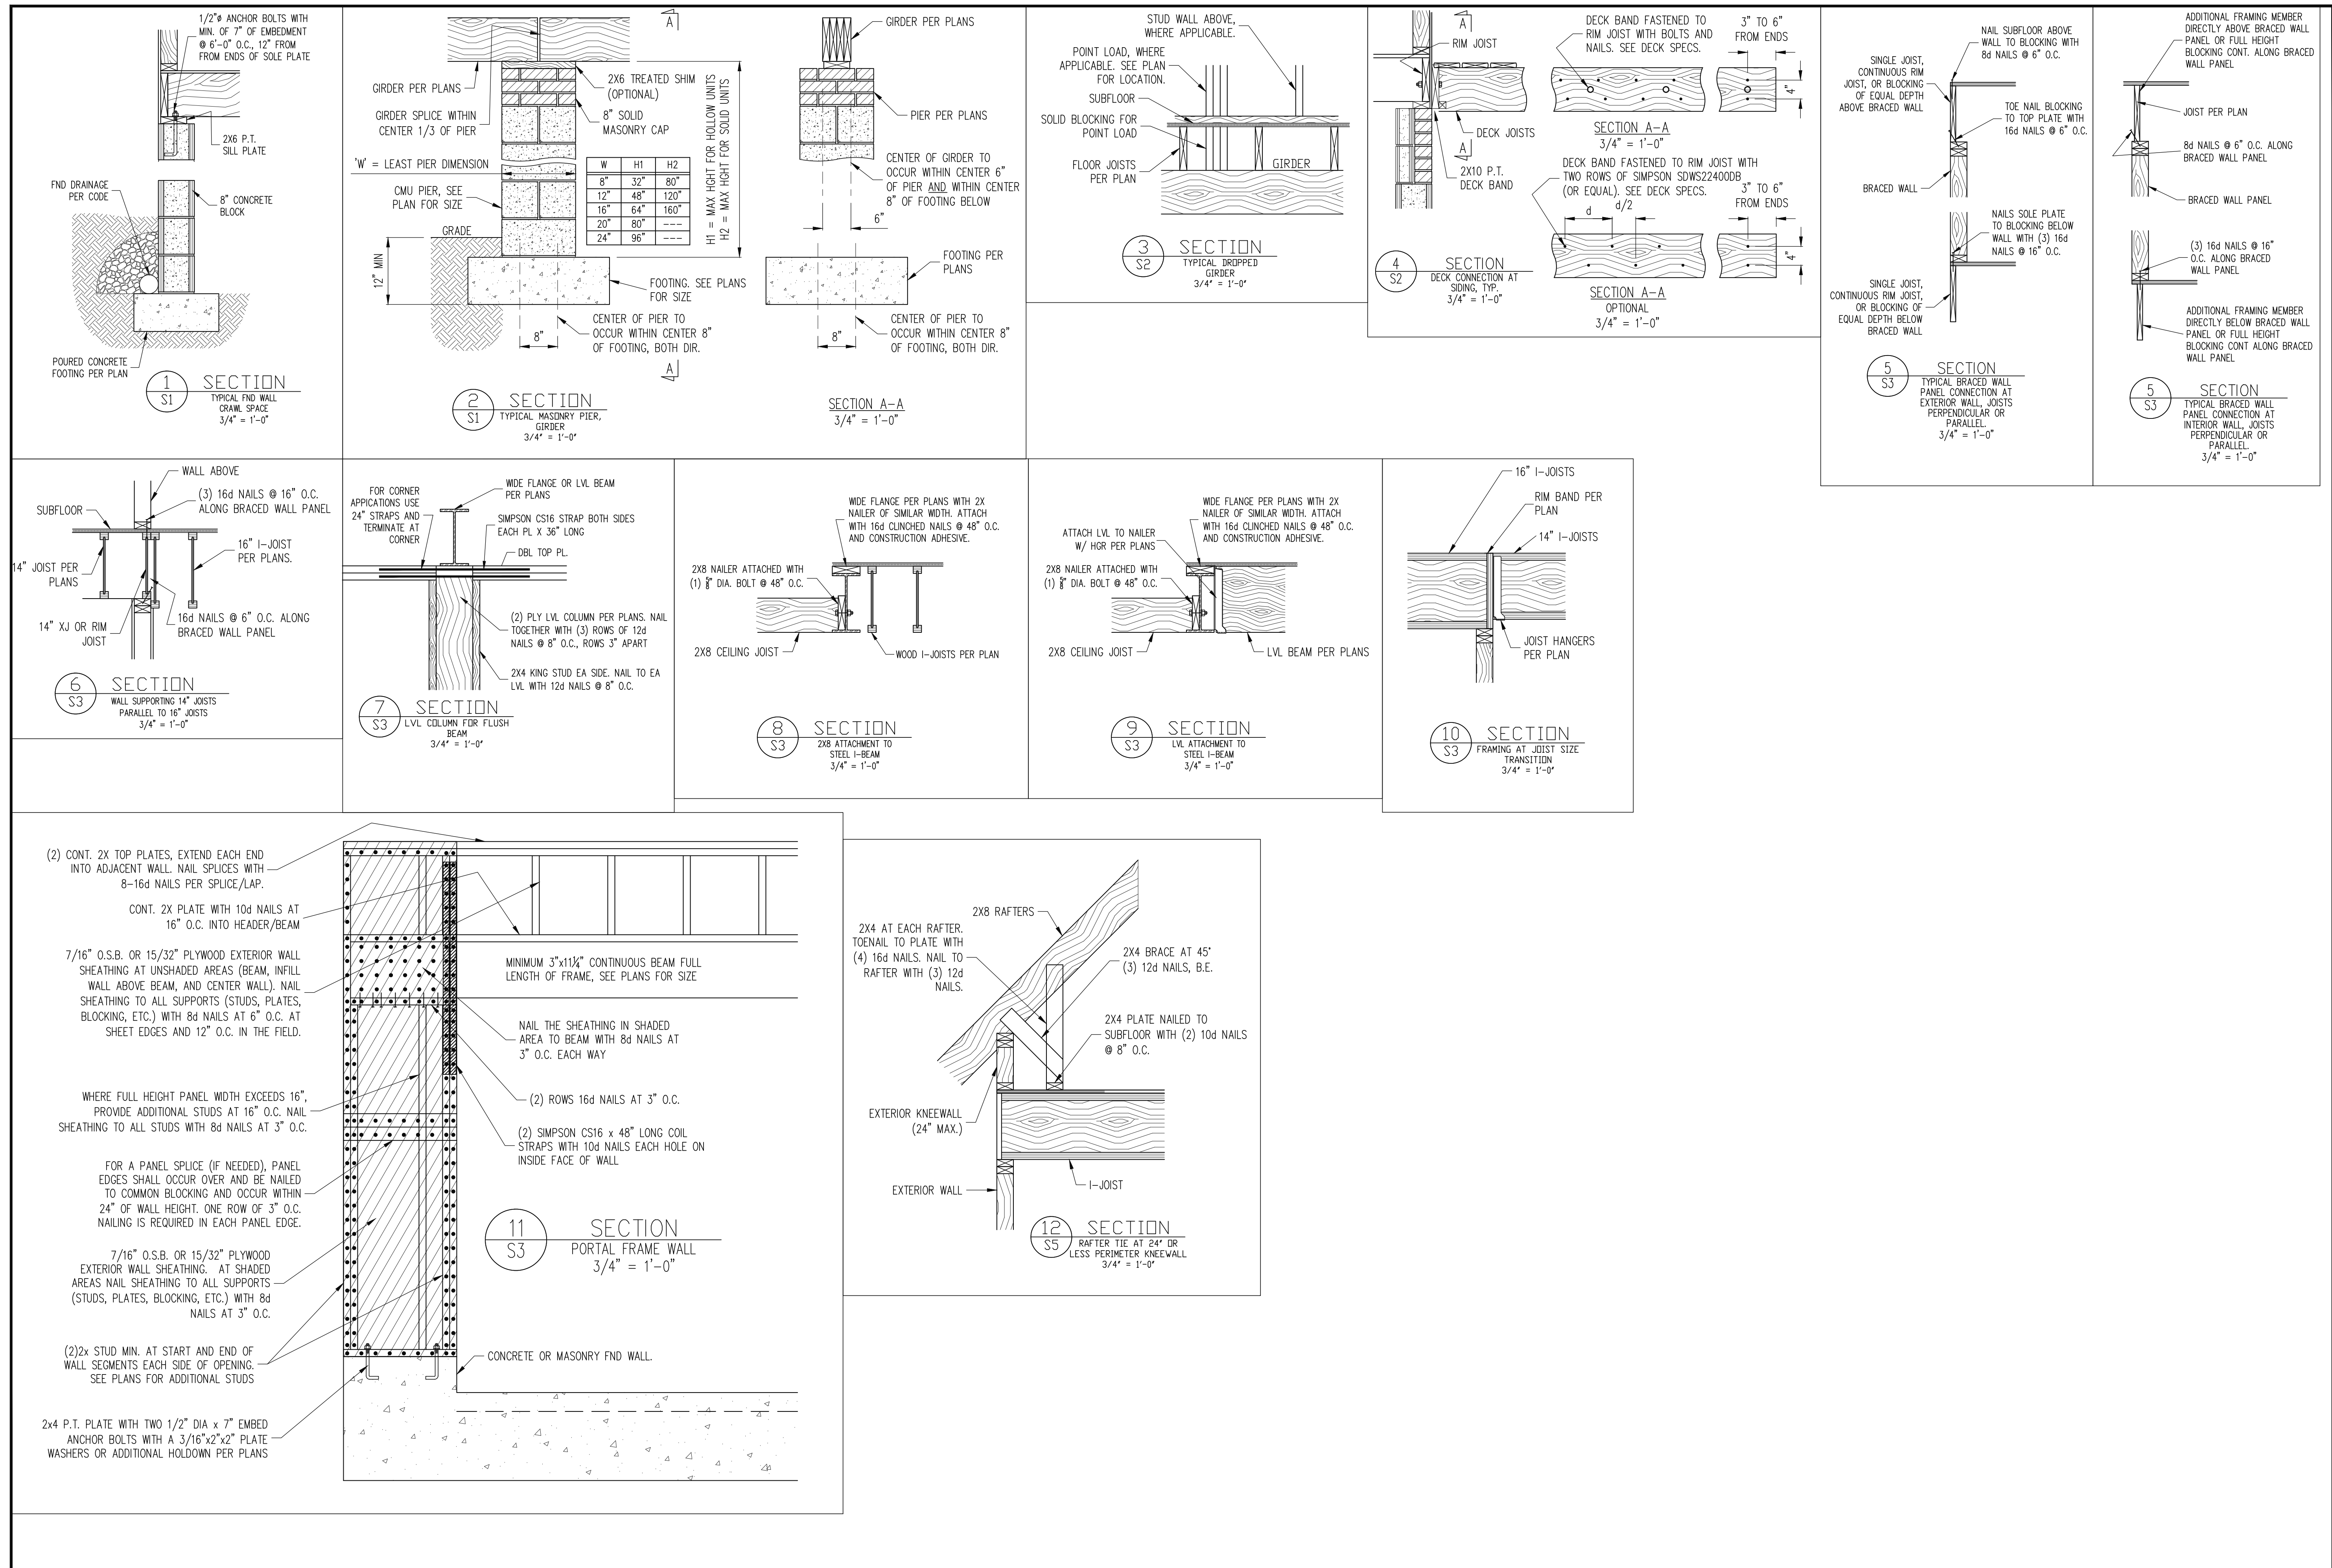 1/2"ø ANCHOR BOLTS WITH
MIN. OF 7" OF EMBEDMENT
@ 6'-0" O.C., 12" FROM
FROM ENDS OF SOLE PLATE
2X6 P.T.
SILL PLATE
FND DRAINAGE
PER CODE
8" CONCRETE
BLOCK
POURED CONCRETE
FOOTING PER PLAN
1
S1
SECTION
TYPICAL FND WALL
CRAWL SPACE
3/4" = 1'-0"
A
GIRDER PER PLANS
2X6 TREATED SHIM
(OPTIONAL)
GIRDER SPLICE WITHIN
CENTER 1/3 OF PIER
8" SOLID
MASONRY CAP
'W' = LEAST PIER DIMENSION
CMU PIER, SEE
PLAN FOR SIZE
W H1 H2
8" 32" 80"
12" 48" 120"
16" 64" 160"
20" 80" ---
24" 96" ---
H1 = MAX HGHT FOR HOLLOW UNITS
H2 = MAX HGHT FOR SOLID UNITS
GRADE
12" MIN
FOOTING. SEE PLANS
FOR SIZE
CENTER OF PIER TO
OCCUR WITHIN CENTER 8"
OF FOOTING, BOTH DIR.
8"
A
2
S1
SECTION
TYPICAL MASONRY PIER,
GIRDER
3/4" = 1'-0"
GIRDER PER PLANS
PIER PER PLANS
CENTER OF GIRDER TO
OCCUR WITHIN CENTER 6"
OF PIER AND WITHIN CENTER
8" OF FOOTING BELOW
6"
FOOTING PER
PLANS
CENTER OF PIER TO
OCCUR WITHIN CENTER 8"
OF FOOTING, BOTH DIR.
8"
SECTION A-A
3/4" = 1'-0"
STUD WALL ABOVE,
WHERE APPLICABLE.
POINT LOAD, WHERE
APPLICABLE. SEE PLAN
FOR LOCATION.
SUBFLOOR
SOLID BLOCKING FOR
POINT LOAD
FLOOR JOISTS
PER PLAN
GIRDER
3
S2
SECTION
TYPICAL DROPPED
GIRDER
3/4" = 1'-0"
A
RIM JOIST
DECK JOISTS
A
2X10 P.T.
DECK BAND
4
S2
SECTION
DECK CONNECTION AT
SIDING, TYP.
3/4" = 1'-0"
DECK BAND FASTENED TO
RIM JOIST WITH BOLTS AND
NAILS. SEE DECK SPECS.
3" TO 6"
FROM ENDS
4"
SECTION A-A
3/4" = 1'-0"
DECK BAND FASTENED TO RIM JOIST WITH
TWO ROWS OF SIMPSON SDWS22400DB
(OR EQUAL). SEE DECK SPECS.
3" TO 6"
FROM ENDS
d
d/2
4"
SECTION A-A
OPTIONAL
3/4" = 1'-0"
NAIL SUBFLOOR ABOVE
WALL TO BLOCKING WITH
8d NAILS @ 6" O.C.
SINGLE JOIST,
CONTINUOUS RIM
JOIST, OR BLOCKING
OF EQUAL DEPTH
ABOVE BRACED WALL
TOE NAIL BLOCKING
TO TOP PLATE WITH
16d NAILS @ 6" O.C.
BRACED WALL
NAILS SOLE PLATE
TO BLOCKING BELOW
WALL WITH (3) 16d
NAILS @ 16" O.C.
SINGLE JOIST,
CONTINUOUS RIM JOIST,
OR BLOCKING OF
EQUAL DEPTH BELOW
BRACED WALL
5
S3
SECTION
TYPICAL BRACED WALL
PANEL CONNECTION AT
EXTERIOR WALL, JOISTS
PERPENDICULAR OR
PARALLEL.
3/4" = 1'-0"
ADDITIONAL FRAMING MEMBER
DIRECTLY ABOVE BRACED WALL
PANEL OR FULL HEIGHT
BLOCKING CONT. ALONG BRACED
WALL PANEL
JOIST PER PLAN
8d NAILS @ 6" O.C. ALONG
BRACED WALL PANEL
BRACED WALL PANEL
(3) 16d NAILS @ 16"
O.C. ALONG BRACED
WALL PANEL
ADDITIONAL FRAMING MEMBER
DIRECTLY BELOW BRACED WALL
PANEL OR FULL HEIGHT
BLOCKING CONT ALONG BRACED
WALL PANEL
5
S3
SECTION
TYPICAL BRACED WALL
PANEL CONNECTION AT
INTERIOR WALL, JOISTS
PERPENDICULAR OR
PARALLEL.
3/4" = 1'-0"
WALL ABOVE
(3) 16d NAILS @ 16" O.C.
ALONG BRACED WALL PANEL
SUBFLOOR
16" I-JOIST
PER PLANS.
14" JOIST PER
PLANS
16d NAILS @ 6" O.C. ALONG
BRACED WALL PANEL
14" XJ OR RIM
JOIST
6
S3
SECTION
WALL SUPPORTING 14" JOISTS
PARALLEL TO 16" JOISTS
3/4" = 1'-0"
FOR CORNER
APPICATIONS USE
24" STRAPS AND
TERMINATE AT
CORNER
WIDE FLANGE OR LVL BEAM
PER PLANS
SIMPSON CS16 STRAP BOTH SIDES
EACH PL X 36" LONG
DBL TOP PL.
(2) PLY LVL COLUMN PER PLANS. NAIL
TOGETHER WITH (3) ROWS OF 12d
NAILS @ 8" O.C., ROWS 3" APART
2X4 KING STUD EA SIDE. NAIL TO EA
LVL WITH 12d NAILS @ 8" O.C.
7
S3
SECTION
LVL COLUMN FOR FLUSH
BEAM
3/4" = 1'-0"
WIDE FLANGE PER PLANS WITH 2X
NAILER OF SIMILAR WIDTH. ATTACH
WITH 16d CLINCHED NAILS @ 48" O.C.
AND CONSTRUCTION ADHESIVE.
2X8 NAILER ATTACHED WITH
(1) ⅝" DIA. BOLT @ 48" O.C.
2X8 CEILING JOIST
WOOD I-JOISTS PER PLAN
8
S3
SECTION
2X8 ATTACHMENT TO
STEEL I-BEAM
3/4" = 1'-0"
WIDE FLANGE PER PLANS WITH 2X
NAILER OF SIMILAR WIDTH. ATTACH
WITH 16d CLINCHED NAILS @ 48" O.C.
AND CONSTRUCTION ADHESIVE.
ATTACH LVL TO NAILER
W/ HGR PER PLANS
2X8 NAILER ATTACHED WITH
(1) ⅝" DIA. BOLT @ 48" O.C.
2X8 CEILING JOIST
LVL BEAM PER PLANS
9
S3
SECTION
LVL ATTACHMENT TO
STEEL I-BEAM
3/4" = 1'-0"
16" I-JOISTS
RIM BAND PER
PLAN
14" I-JOISTS
JOIST HANGERS
PER PLAN
10
S3
SECTION
FRAMING AT JOIST SIZE
TRANSITION
3/4" = 1'-0"
(2) CONT. 2X TOP PLATES, EXTEND EACH END
INTO ADJACENT WALL. NAIL SPLICES WITH
8-16d NAILS PER SPLICE/LAP.
CONT. 2X PLATE WITH 10d NAILS AT
16" O.C. INTO HEADER/BEAM
7/16" O.S.B. OR 15/32" PLYWOOD EXTERIOR WALL
SHEATHING AT UNSHADED AREAS (BEAM, INFILL
WALL ABOVE BEAM, AND CENTER WALL). NAIL
SHEATHING TO ALL SUPPORTS (STUDS, PLATES,
BLOCKING, ETC.) WITH 8d NAILS AT 6" O.C. AT
SHEET EDGES AND 12" O.C. IN THE FIELD.
WHERE FULL HEIGHT PANEL WIDTH EXCEEDS 16",
PROVIDE ADDITIONAL STUDS AT 16" O.C. NAIL
SHEATHING TO ALL STUDS WITH 8d NAILS AT 3" O.C.
FOR A PANEL SPLICE (IF NEEDED), PANEL
EDGES SHALL OCCUR OVER AND BE NAILED
TO COMMON BLOCKING AND OCCUR WITHIN
24" OF WALL HEIGHT. ONE ROW OF 3" O.C.
NAILING IS REQUIRED IN EACH PANEL EDGE.
7/16" O.S.B. OR 15/32" PLYWOOD
EXTERIOR WALL SHEATHING. AT SHADED
AREAS NAIL SHEATHING TO ALL SUPPORTS
(STUDS, PLATES, BLOCKING, ETC.) WITH 8d
NAILS AT 3" O.C.
(2)2x STUD MIN. AT START AND END OF
WALL SEGMENTS EACH SIDE OF OPENING.
SEE PLANS FOR ADDITIONAL STUDS
2x4 P.T. PLATE WITH TWO 1/2" DIA x 7" EMBED
ANCHOR BOLTS WITH A 3/16"x2"x2" PLATE
WASHERS OR ADDITIONAL HOLDOWN PER PLANS
MINIMUM 3"x11¼" CONTINUOUS BEAM FULL
LENGTH OF FRAME, SEE PLANS FOR SIZE
NAIL THE SHEATHING IN SHADED
AREA TO BEAM WITH 8d NAILS AT
3" O.C. EACH WAY
(2) ROWS 16d NAILS AT 3" O.C.
(2) SIMPSON CS16 x 48" LONG COIL
STRAPS WITH 10d NAILS EACH HOLE ON
INSIDE FACE OF WALL
11
S3
SECTION
PORTAL FRAME WALL
3/4" = 1'-0"
CONCRETE OR MASONRY FND WALL.
2X8 RAFTERS
2X4 AT EACH RAFTER.
TOENAIL TO PLATE WITH
(4) 16d NAILS. NAIL TO
RAFTER WITH (3) 12d
NAILS.
2X4 BRACE AT 45°
(3) 12d NAILS, B.E.
2X4 PLATE NAILED TO
SUBFLOOR WITH (2) 10d NAILS
@ 8" O.C.
EXTERIOR KNEEWALL
(24" MAX.)
EXTERIOR WALL
I-JOIST
12
S5
SECTION
RAFTER TIE AT 24" OR
LESS PERIMETER KNEEWALL
3/4" = 1'-0"